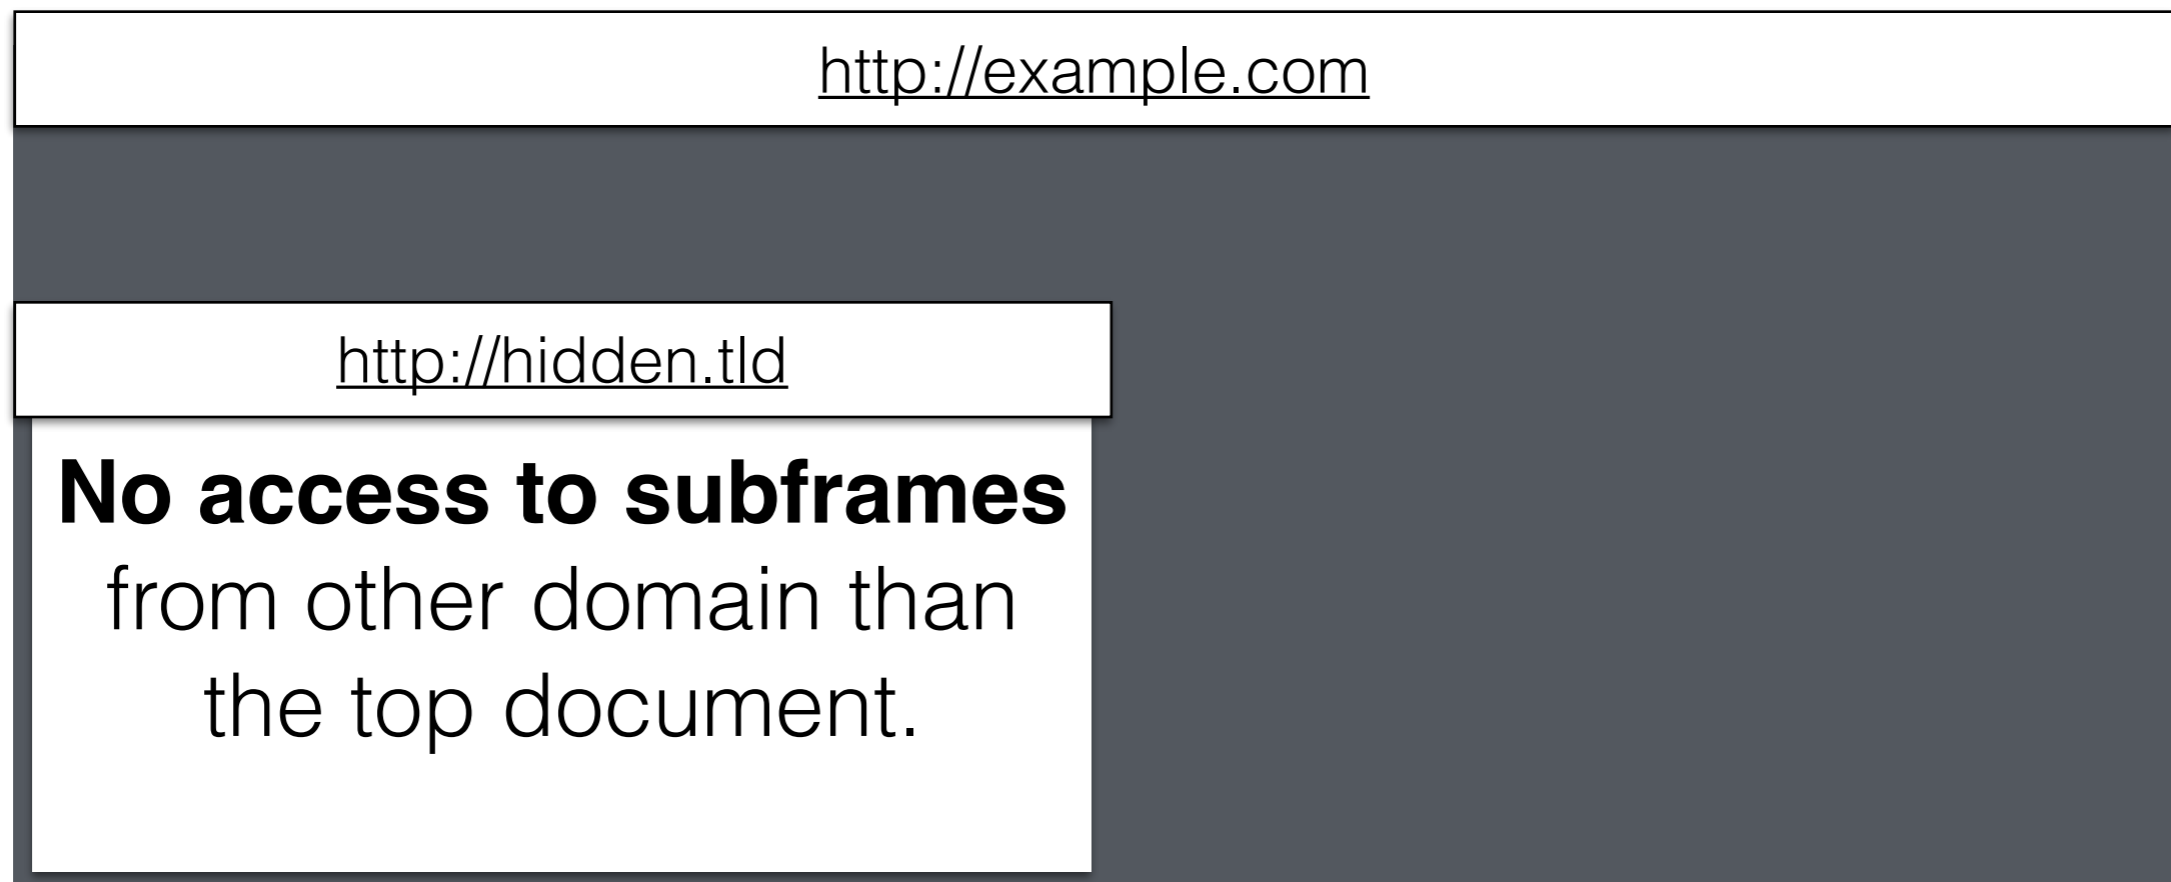 http://example.com
http://hidden.tld
No access to subframes
from other domain than
the top document.